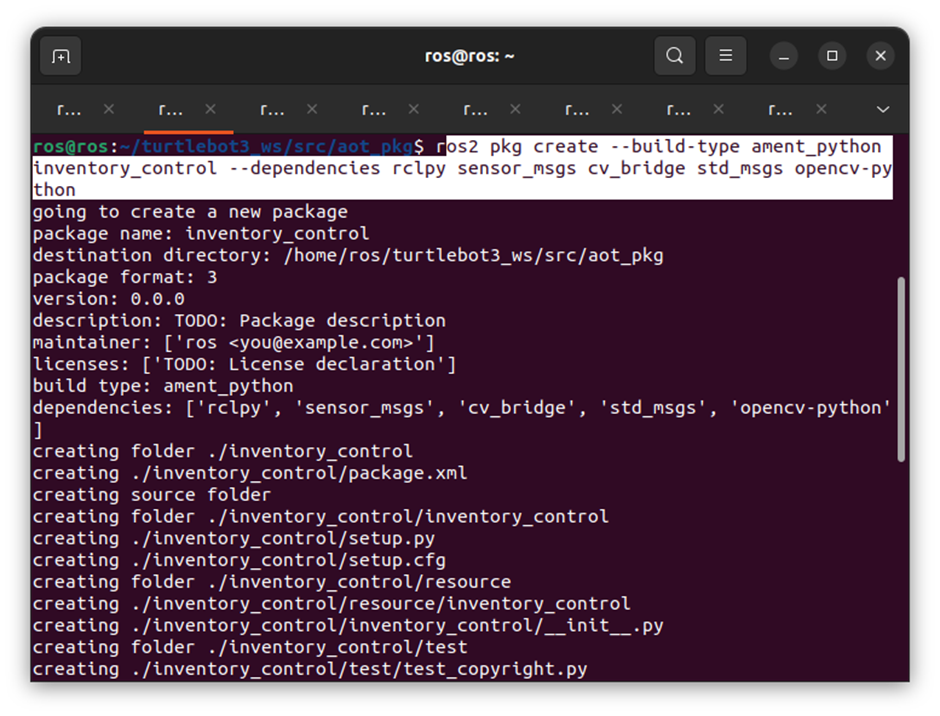 ros@ros: ~
r...
r...
r...
r...
r...
r...
r...
r...
ros@ros:~/turtlebot3_ws/src/aot_pkg$ ros2 pkg create --build-type ament_python
inventory_control --dependencies rclpy sensor_msgs cv_bridge std_msgs opencv-py
thon
going to create a new package
package name: inventory_control
destination directory: /home/ros/turtlebot3_ws/src/aot_pkg
package format: 3
version: 0.0.0
description: TODO: Package description
maintainer: ['ros <you@example.com>']
licenses: ['TODO: License declaration']
build type: ament_python
dependencies: ['rclpy', 'sensor_msgs', 'cv_bridge', 'std_msgs', 'opencv-python'
]
creating folder ./inventory_control
creating ./inventory_control/package.xml
creating source folder
creating folder ./inventory_control/inventory_control
creating ./inventory_control/setup.py
creating ./inventory_control/setup.cfg
creating folder ./inventory_control/resource
creating ./inventory_control/resource/inventory_control
creating ./inventory_control/inventory_control/__init__.py
creating folder ./inventory_control/test
creating ./inventory_control/test/test_copyright.py